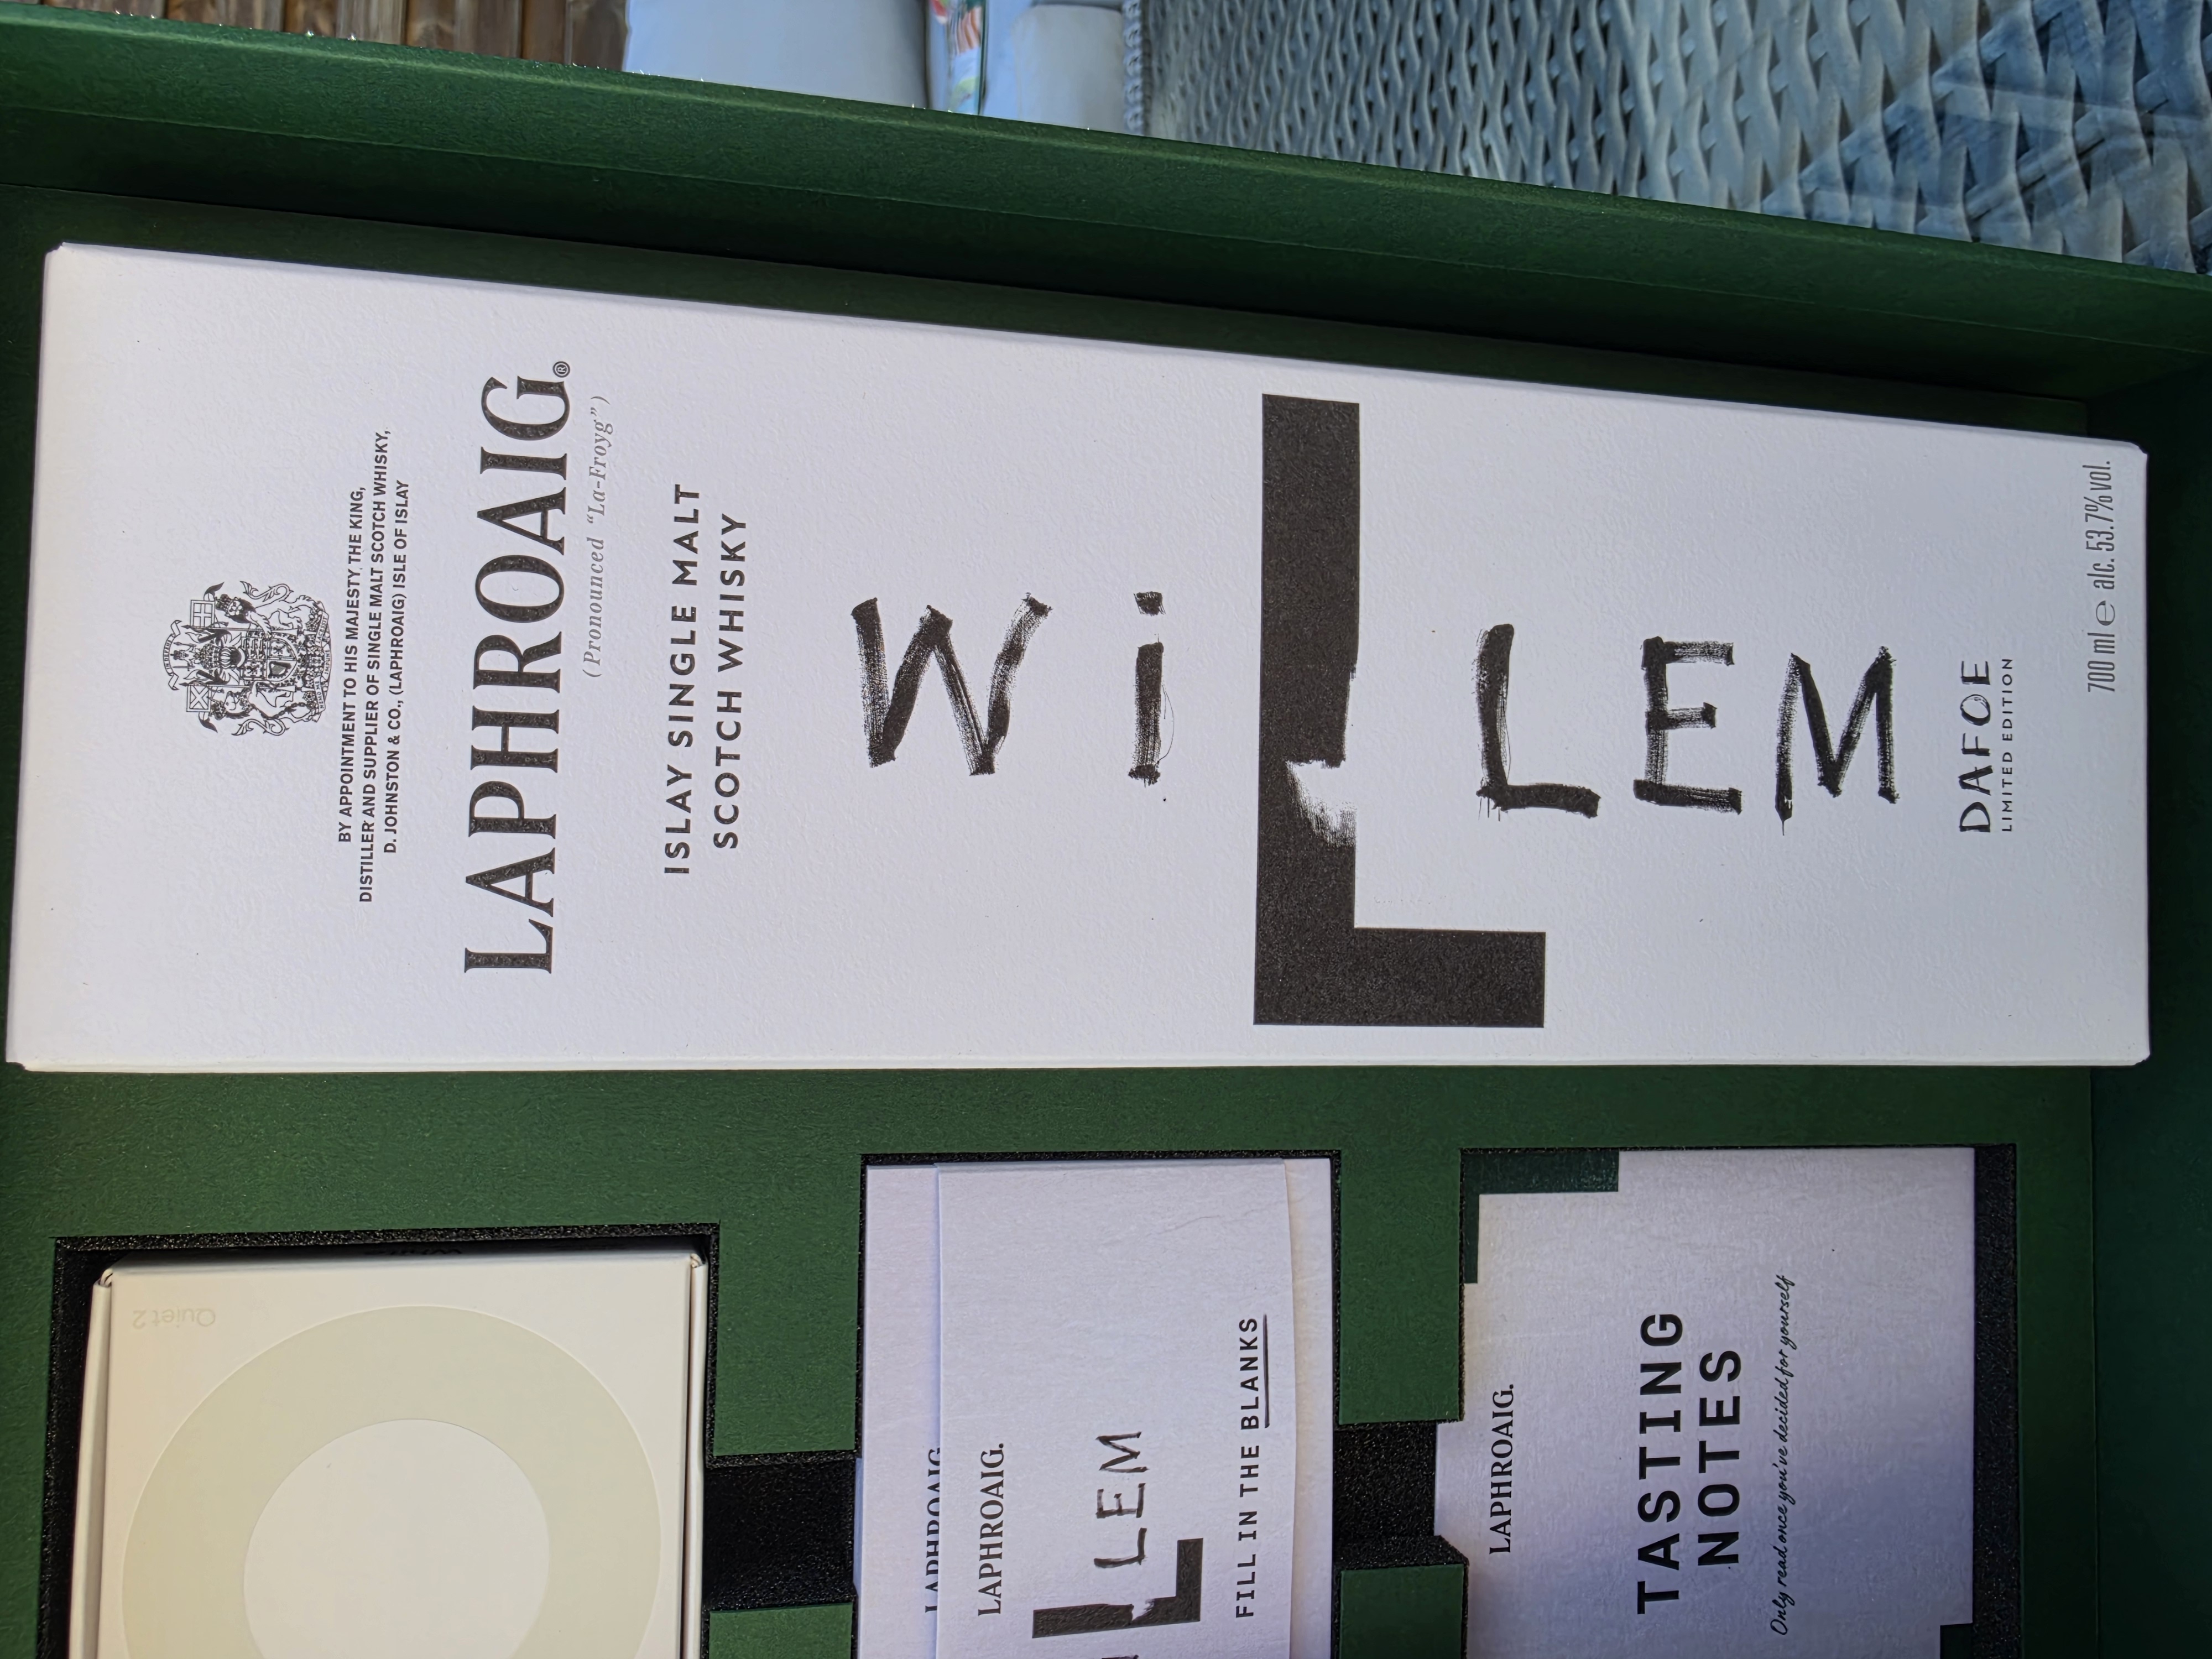 BY APPOINTMENT TO HIS MAJESTY THE KING,
DISTILLER AND SUPPLIER OF SINGLE MALT SCOTCH WHISKY,
D. JOHNSTON & CO., (LAPHROAIG) ISLE OF ISLAY
LAPHROAIG®
(Pronounced “La-Froyg”)
ISLAY SINGLE MALT
SCOTCH WHISKY
WiLLEM
DAFOE
LIMITED EDITION
700 ml ℮ alc. 53.7% vol.
Quiet 2
LAPHROAIG
LAPHROAIG.
LLEM
FILL IN THE BLANKS
LAPHROAIG.
TASTING
NOTES
Only read once you've decided for yourself